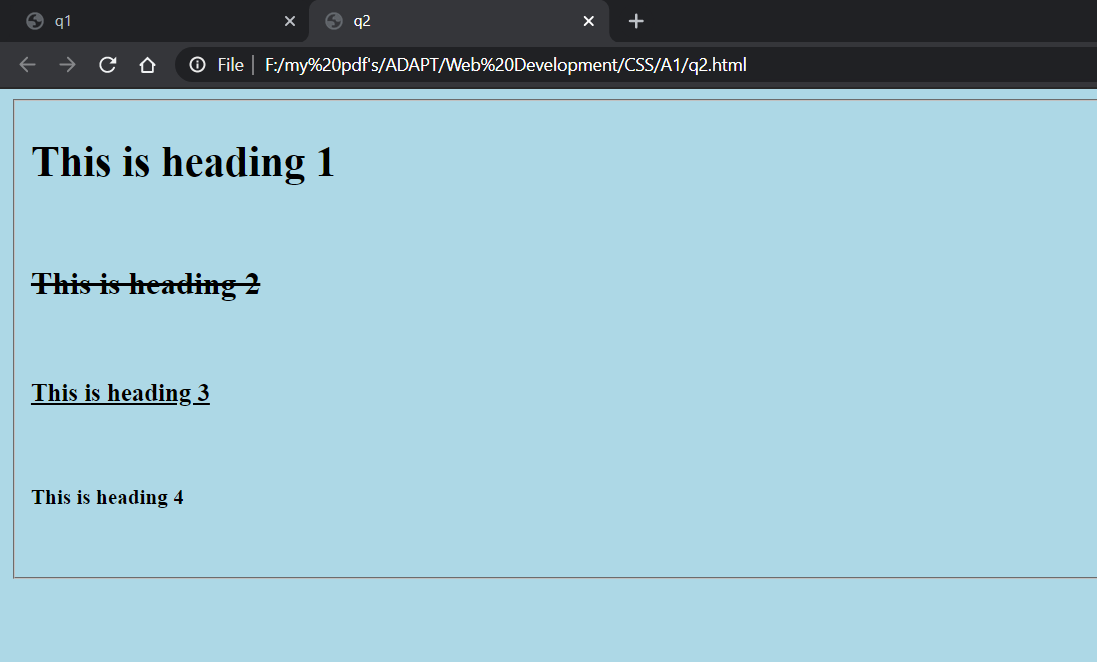 q1
q2
File | F:/my%20pdf's/ADAPT/Web%20Development/CSS/A1/q2.html
This is heading 1
This is heading 2
This is heading 3
This is heading 4